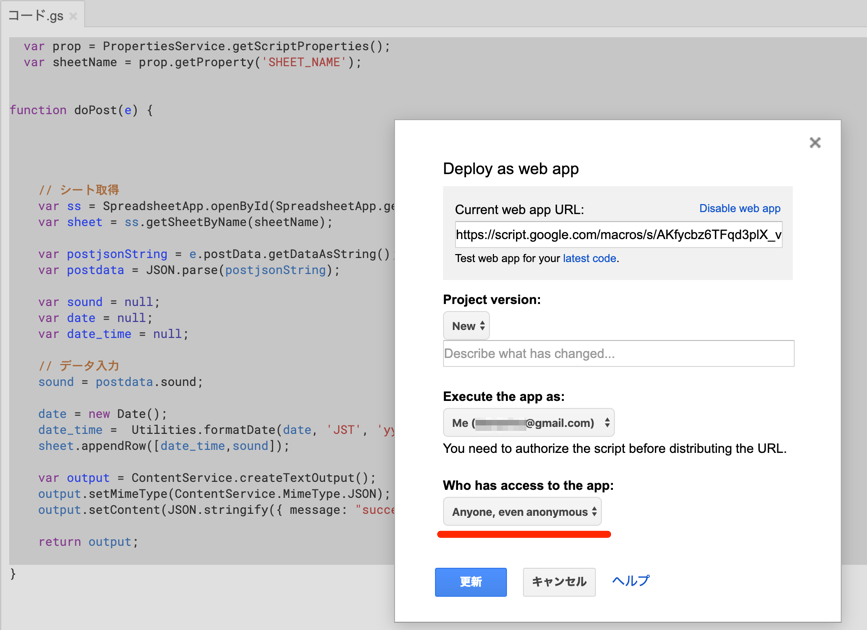 コード.gs ×
var prop = PropertiesService.getScriptProperties();
var sheetName = prop.getProperty('SHEET_NAME');
function doPost(e) {
// シート取得
var ss = SpreadsheetApp.openById(SpreadsheetApp.ge
var sheet = ss.getSheetByName(sheetName);
var postjsonString = e.postData.getDataAsString()
var postdata = JSON.parse(postjsonString);
var sound = null;
var date = null;
var date_time = null;
// データ入力
sound = postdata.sound;
date = new Date();
date_time = Utilities.formatDate(date, 'JST', 'yy
sheet.appendRow([date_time,sound]);
var output = ContentService.createTextOutput();
output.setMimeType(ContentService.MimeType.JSON);
output.setContent(JSON.stringify({ message: "succe
return output;
}
Deploy as web app
Current web app URL:
Disable web app
https://script.google.com/macros/s/AKfycbz6TFqd3plX_v
Test web app for your latest code.
Project version:
New
Describe what has changed...
Execute the app as:
Me (@gmail.com)
You need to authorize the script before distributing the URL.
Who has access to the app:
Anyone, even anonymous
更新 キャンセル ヘルプ